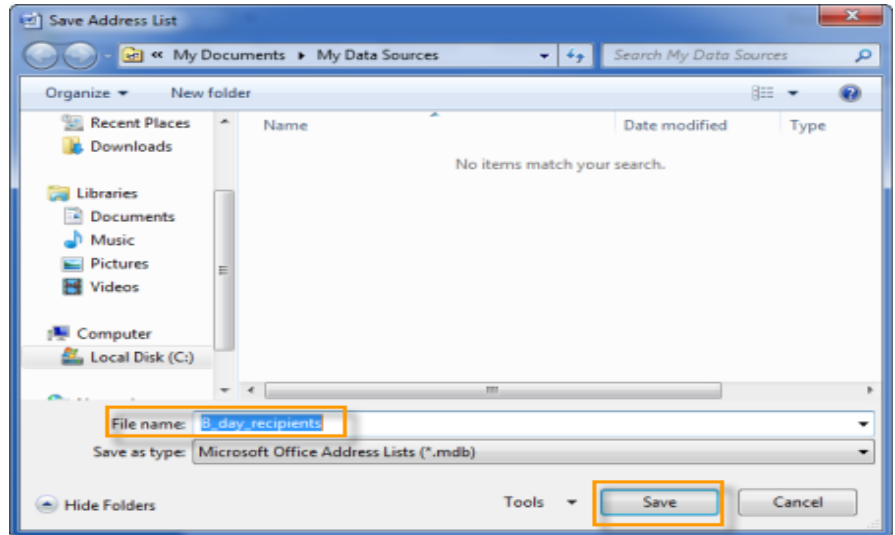 Save Address List
« My Documents ▸ My Data Sources
Search My Data Sources
Organize
New folder
Name
Date modified
Type
No items match your search.
Recent Places
Downloads
Libraries
Documents
Music
Pictures
Videos
Computer
Local Disk (C:)
File name: B_day_recipients
Save as type: Microsoft Office Address Lists (*.mdb)
Hide Folders
Tools
Save
Cancel